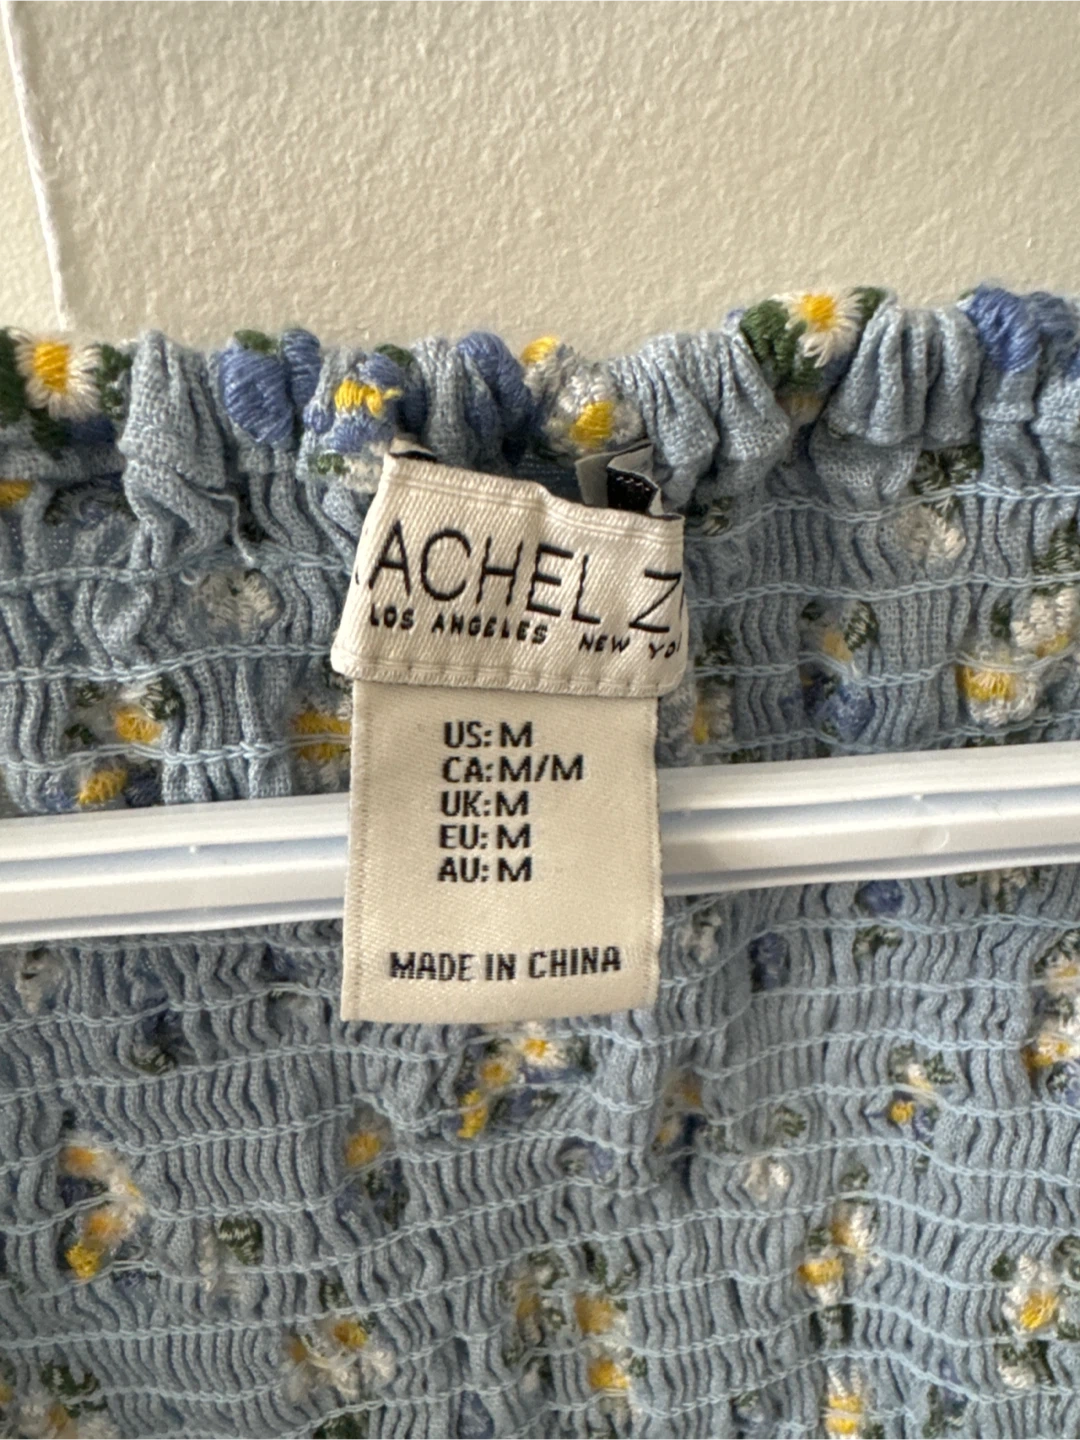 ACHEL Z
LOS ANGELES NEW YO
US: M
CA: M/M
UK: M
EU: M
AU: M
MADE IN CHINA